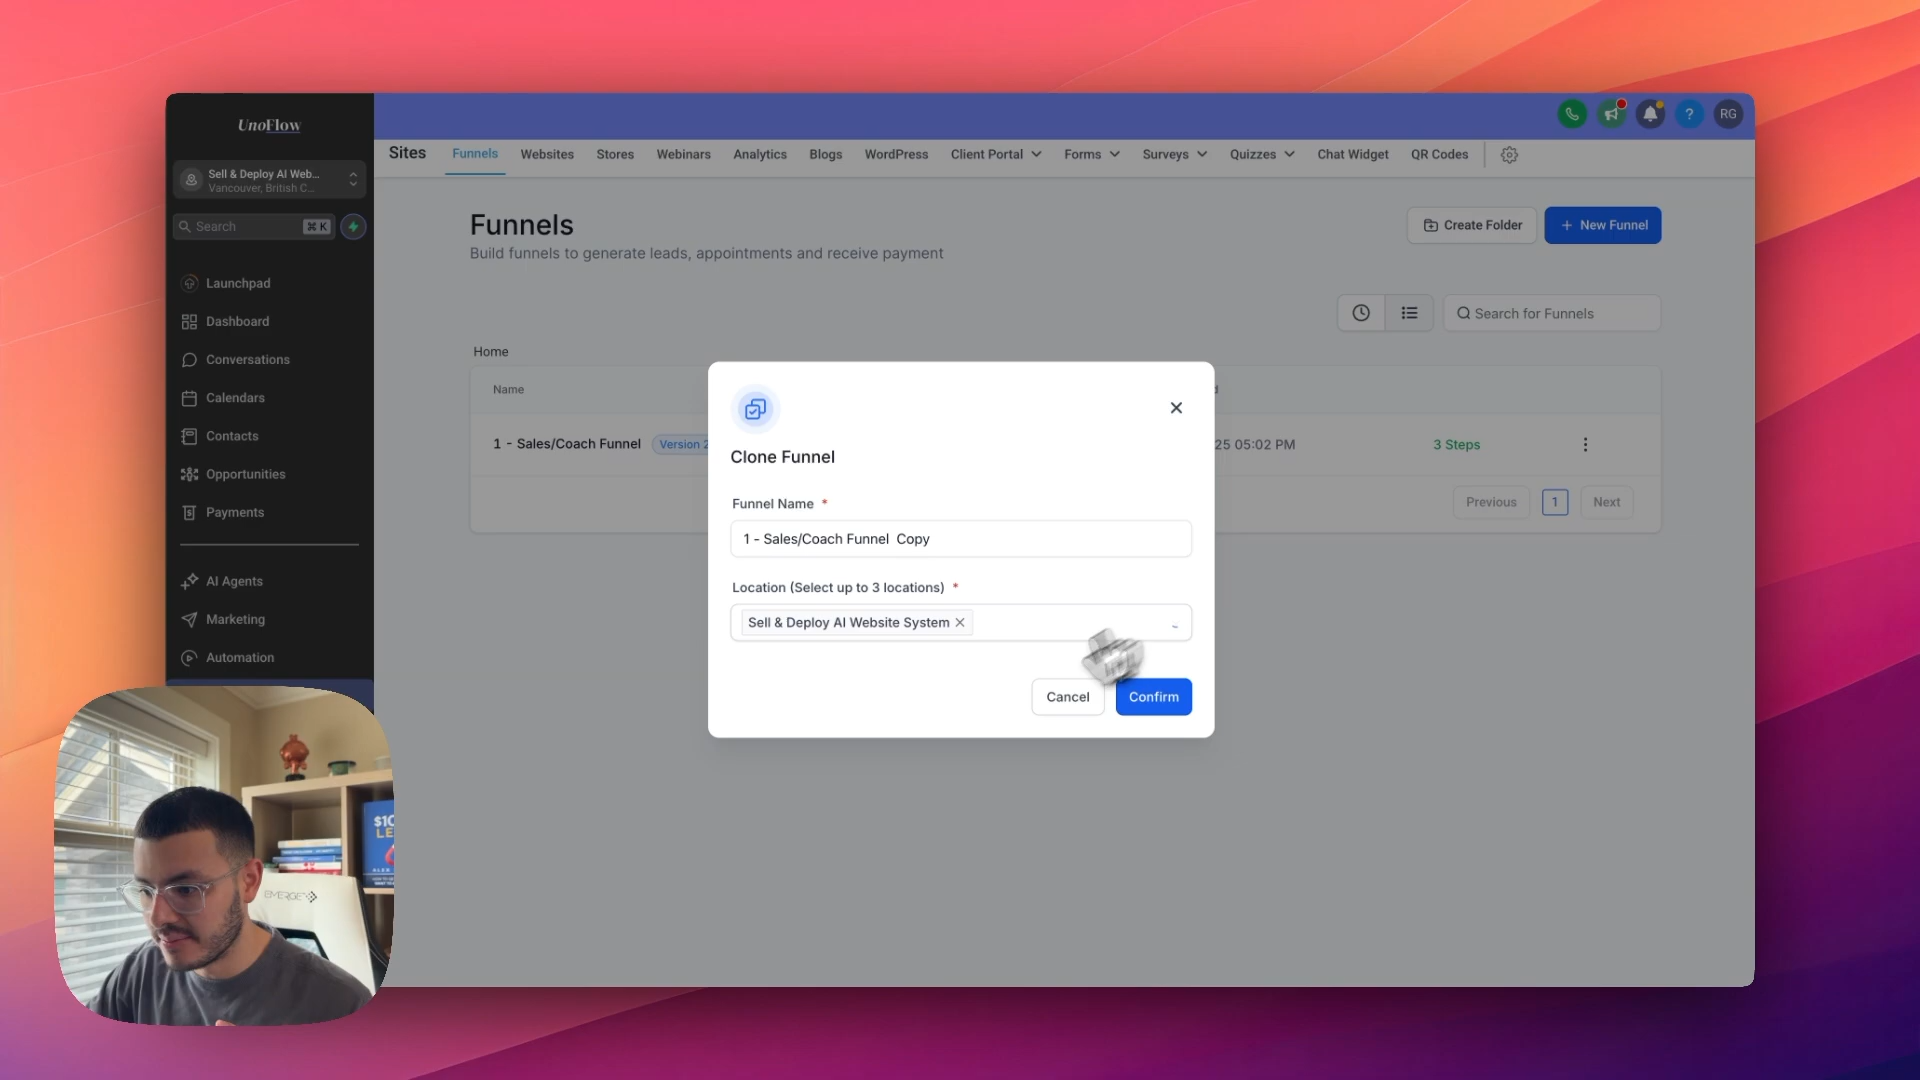 UnoFlow
Sell & Deploy AI Web...
Vancouver, British C...
Search
⌘ K
Launchpad
Dashboard
Conversations
Calendars
Contacts
Opportunities
Payments
AI Agents
Marketing
Automation
RG
Sites
Funnels
Websites
Stores
Webinars
Analytics
Blogs
WordPress
Client Portal
Forms
Surveys
Quizzes
Chat Widget
QR Codes
Funnels
Build funnels to generate leads, appointments and receive payment
Create Folder
+ New Funnel
Search for Funnels
Home
Name
1 - Sales/Coach Funnel
Version 2
25 05:02 PM
3 Steps
Previous
1
Next
Clone Funnel
Funnel Name *
1 - Sales/Coach Funnel  Copy
Location (Select up to 3 locations) *
Sell & Deploy AI Website System
Cancel
Confirm
EMERGE